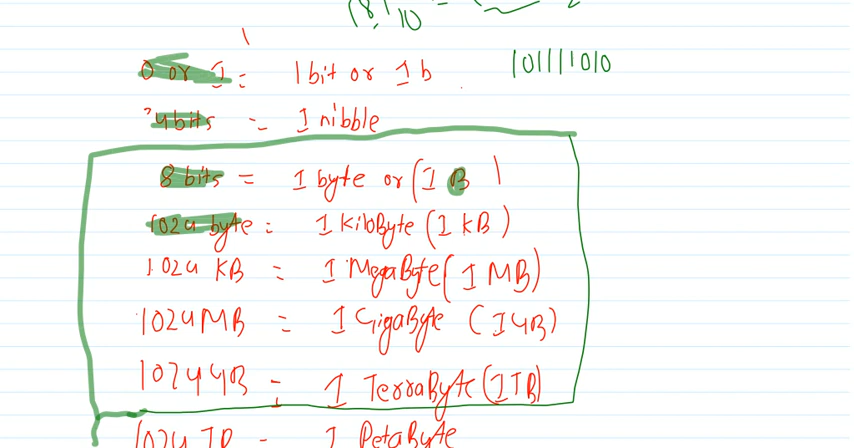 0 or 1 = 1 bit or 1 b
101111010
4 bits = 1 nibble
8 bits = 1 byte or (1 B)
1024 byte = 1 KiloByte (1 KB)
1024 KB = 1 MegaByte (1 MB)
1024 MB = 1 GigaByte (1 GB)
1024 GB = 1 TerraByte (1 TB)
1024 TB = 1 PetaByte